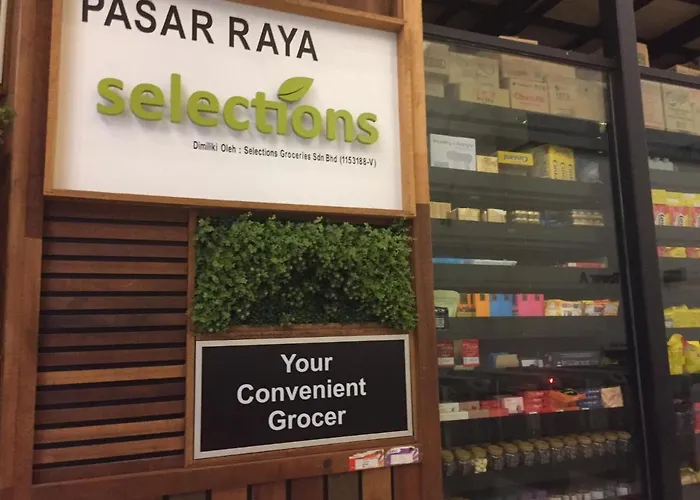 PASAR RAYA
selections
Dimiliki Oleh : Selections Groceries Sdn Bhd (1153188-V)
Your
Convenient
Grocer